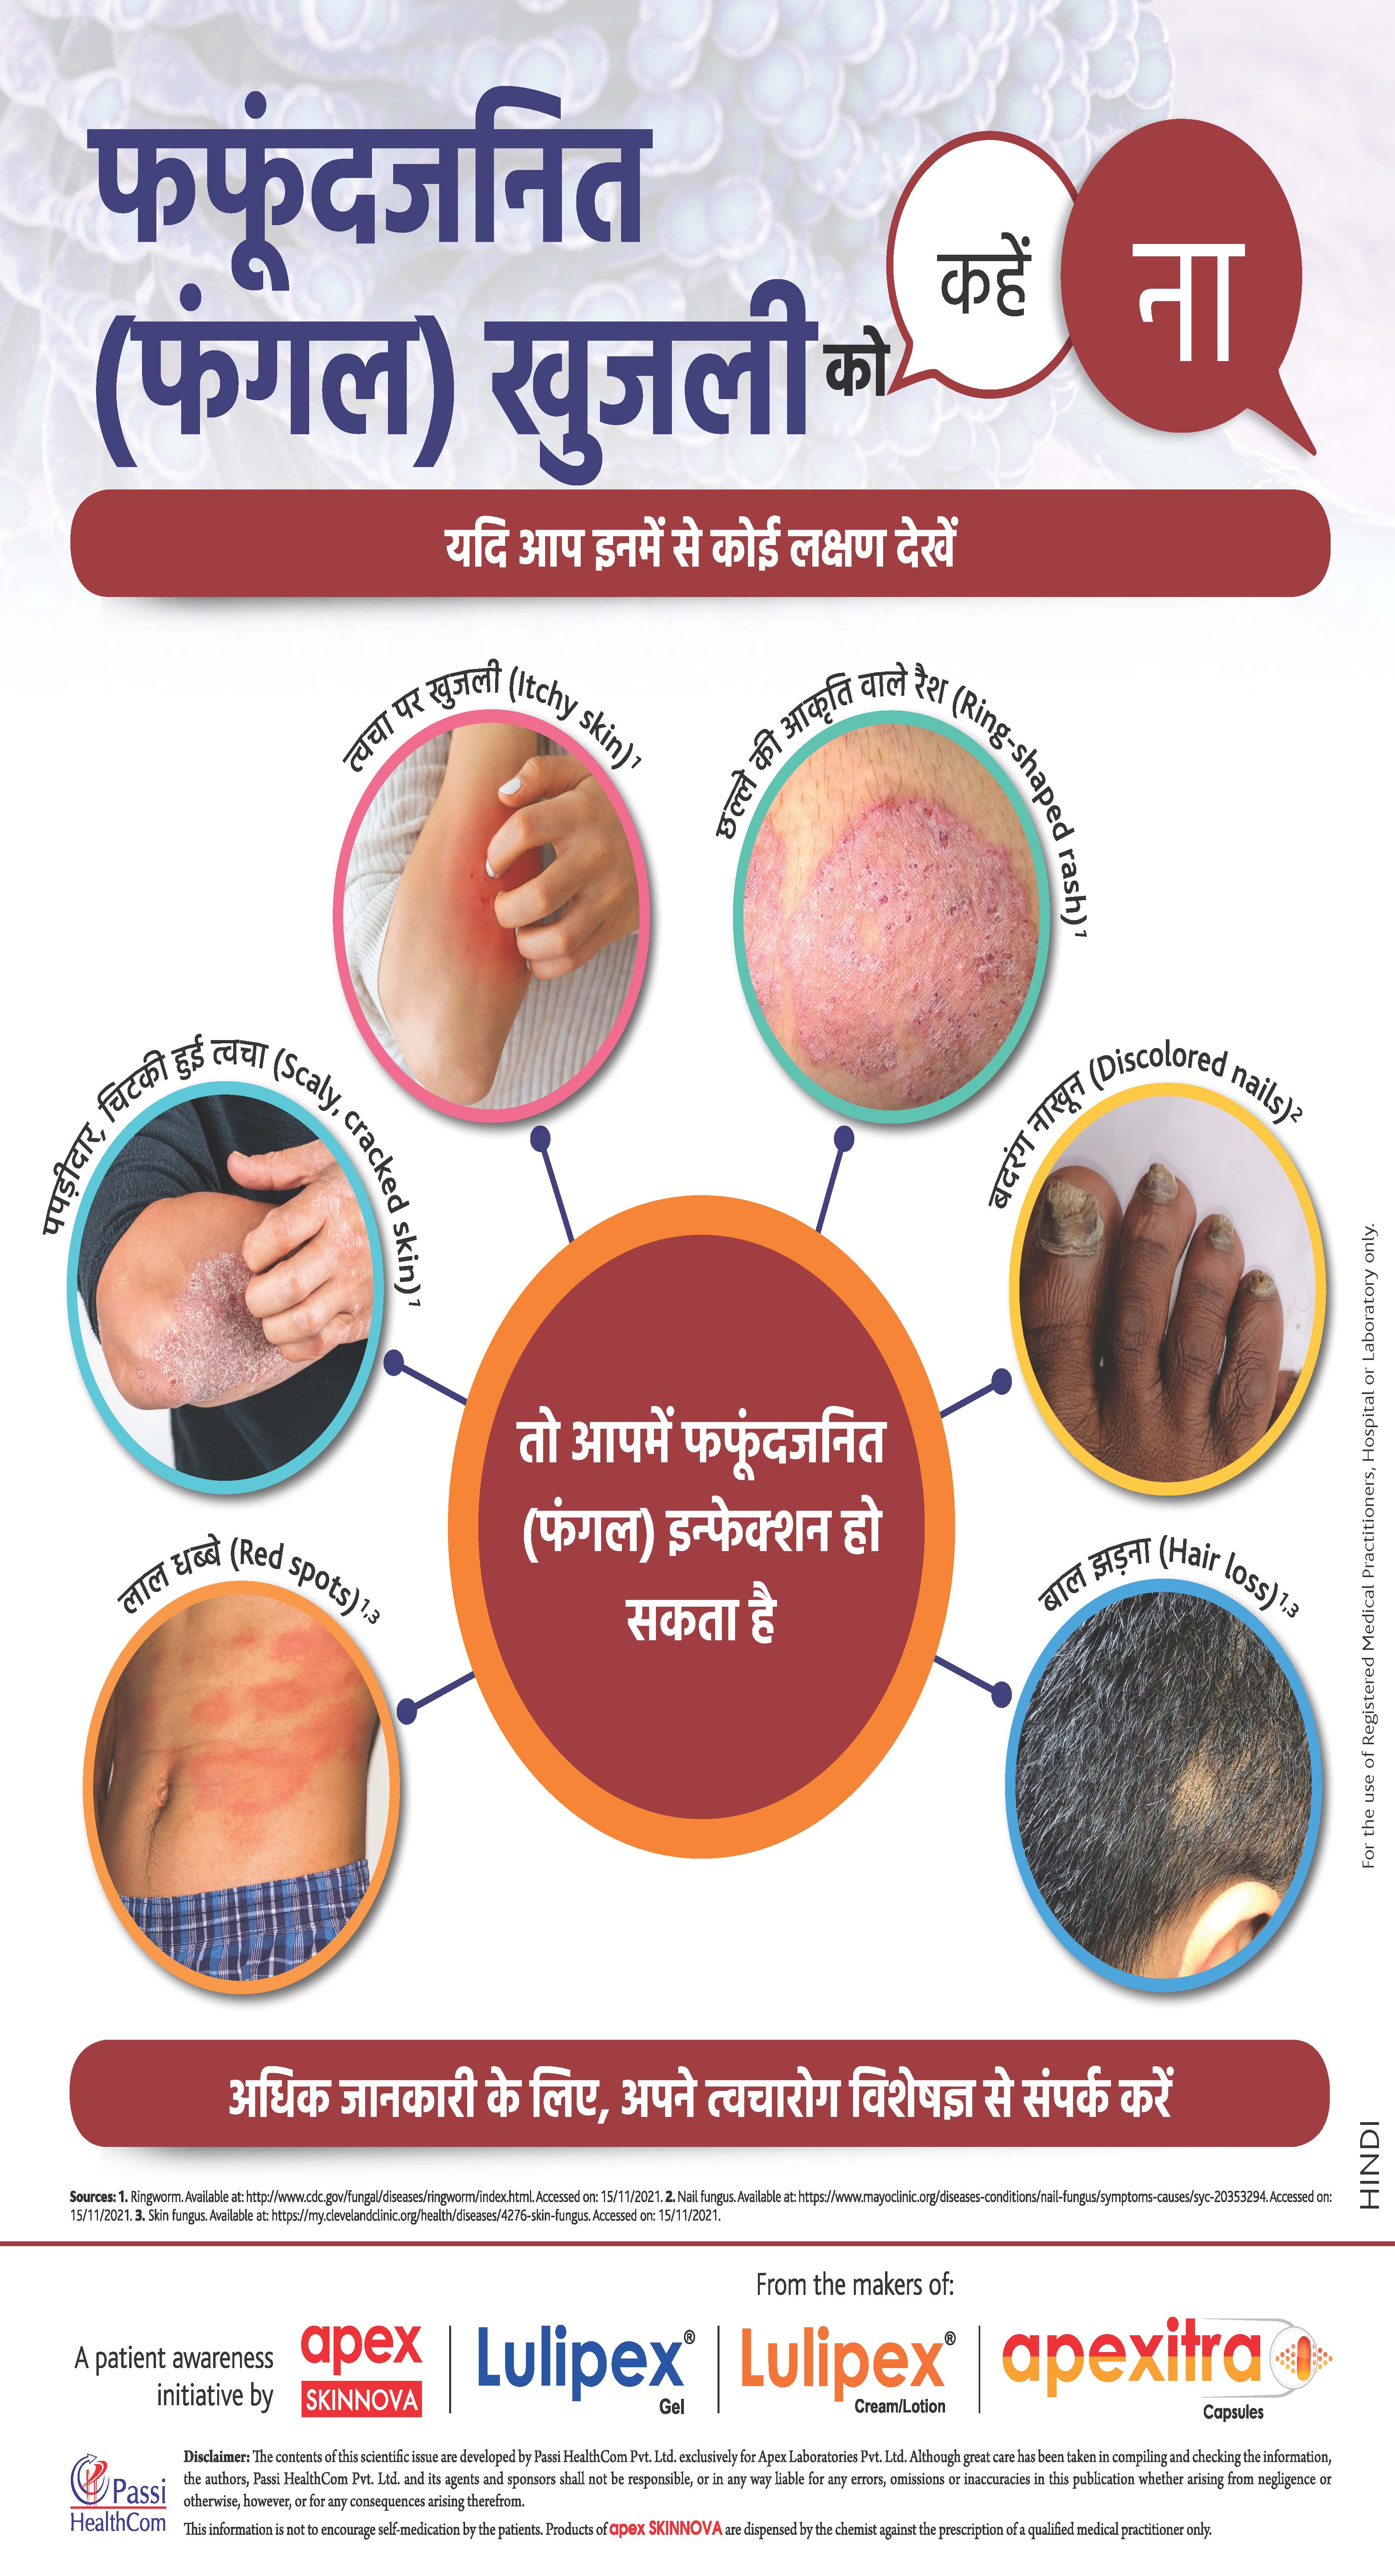 फफूंदजनित
(फंगल) खुजली को
कहें
ना
यदि आप इनमें से कोई लक्षण देखें
त्वचा पर खुजली (Itchy skin)¹
छल्ले की आकृति वाले रैश (Ring-shaped rash)¹
पपड़ीदार, चिटकी हुई त्वचा (Scaly, cracked skin)¹
बदरंग नाखून (Discolored nails)²
लाल धब्बे (Red spots)¹,³
बाल झड़ना (Hair loss)¹,³
तो आपमें फफूंदजनित
(फंगल) इन्फेक्शन हो
सकता है
अधिक जानकारी के लिए, अपने त्वचारोग विशेषज्ञ से संपर्क करें
For the use of Registered Medical Practitioners, Hospital or Laboratory only.
HINDI
Sources: 1. Ringworm. Available at: http://www.cdc.gov/fungal/diseases/ringworm/index.html. Accessed on: 15/11/2021. 2. Nail fungus. Available at: https://www.mayoclinic.org/diseases-conditions/nail-fungus/symptoms-causes/syc-20353294. Accessed on:
15/11/2021. 3. Skin fungus. Available at: https://my.clevelandclinic.org/health/diseases/4276-skin-fungus. Accessed on: 15/11/2021.
From the makers of:
A patient awareness
initiative by
apex
SKINNOVA
Lulipex®
Gel
Lulipex®
Cream/Lotion
apexitra
Capsules
Passi
HealthCom
Disclaimer: The contents of this scientific issue are developed by Passi HealthCom Pvt. Ltd. exclusively for Apex Laboratories Pvt. Ltd. Although great care has been taken in compiling and checking the information,
the authors, Passi HealthCom Pvt. Ltd. and its agents and sponsors shall not be responsible, or in any way liable for any errors, omissions or inaccuracies in this publication whether arising from negligence or
otherwise, however, or for any consequences arising therefrom.
This information is not to encourage self-medication by the patients. Products of apex SKINNOVA are dispensed by the chemist against the prescription of a qualified medical practitioner only.